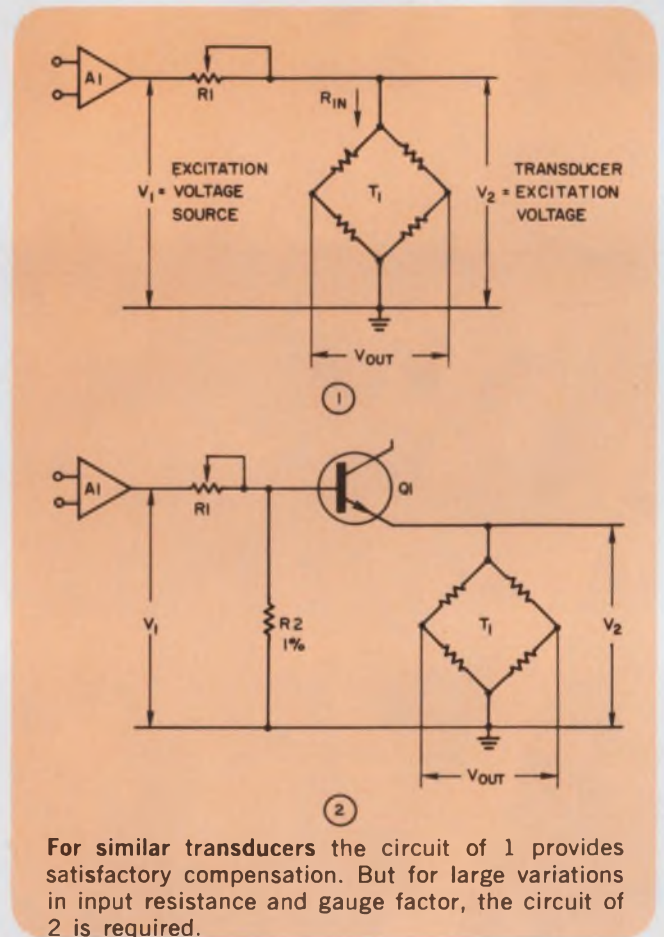 A1
R1
RIN
EXCITATION
V1 = VOLTAGE
SOURCE
T1
TRANSDUCER
V2 = EXCITATION
VOLTAGE
VOUT
1
A1
R1
Q1
V1
R2
1%
T1
V2
VOUT
2
For similar transducers the circuit of 1 provides
satisfactory compensation. But for large variations
in input resistance and gauge factor, the circuit of
2 is required.